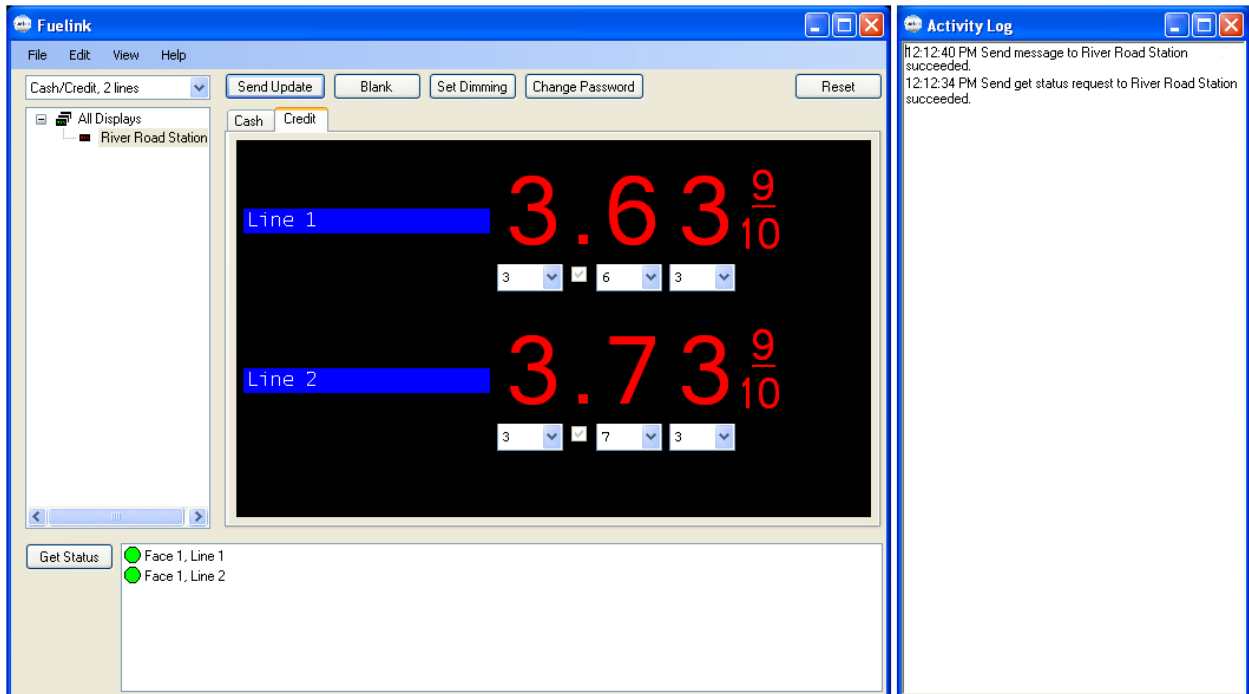 Fuelink
File Edit View Help
Cash/Credit, 2 lines
Send Update Blank Set Dimming Change Password Reset
All Displays
River Road Station
Cash Credit
Line 1
3.63 9/10
3 6 3
Line 2
3.73 9/10
3 7 3
Get Status
Face 1, Line 1
Face 1, Line 2
Activity Log
12:12:40 PM Send message to River Road Station
succeeded.
12:12:34 PM Send get status request to River Road Station
succeeded.